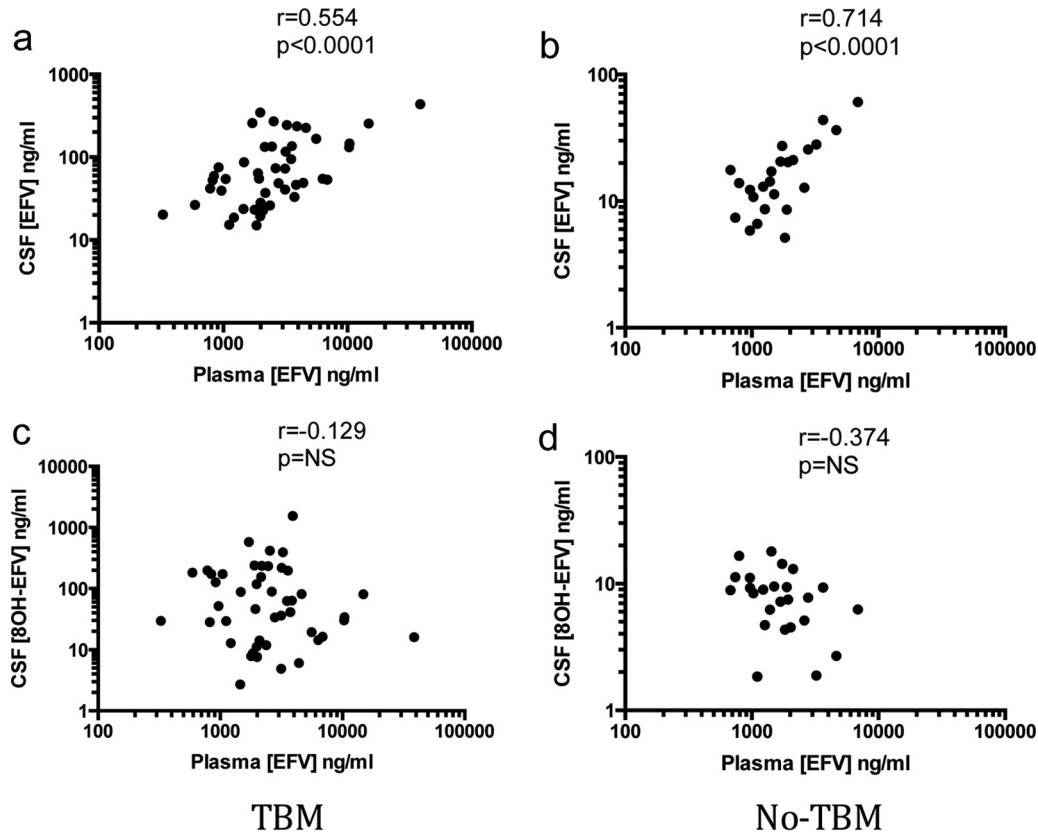 a
r=0.554
p<0.0001
1000
100
10
1
CSF [EFV] ng/ml
100
1000
10000
100000
Plasma [EFV] ng/ml
b
r=0.714
p<0.0001
100
10
1
CSF [EFV] ng/ml
100
1000
10000
100000
Plasma [EFV] ng/ml
c
r=-0.129
p=NS
10000
1000
100
10
1
CSF [8OH-EFV] ng/ml
100
1000
10000
100000
Plasma [EFV] ng/ml
d
r=-0.374
p=NS
100
10
1
CSF [8OH-EFV] ng/ml
100
1000
10000
100000
Plasma [EFV] ng/ml
TBM
No-TBM